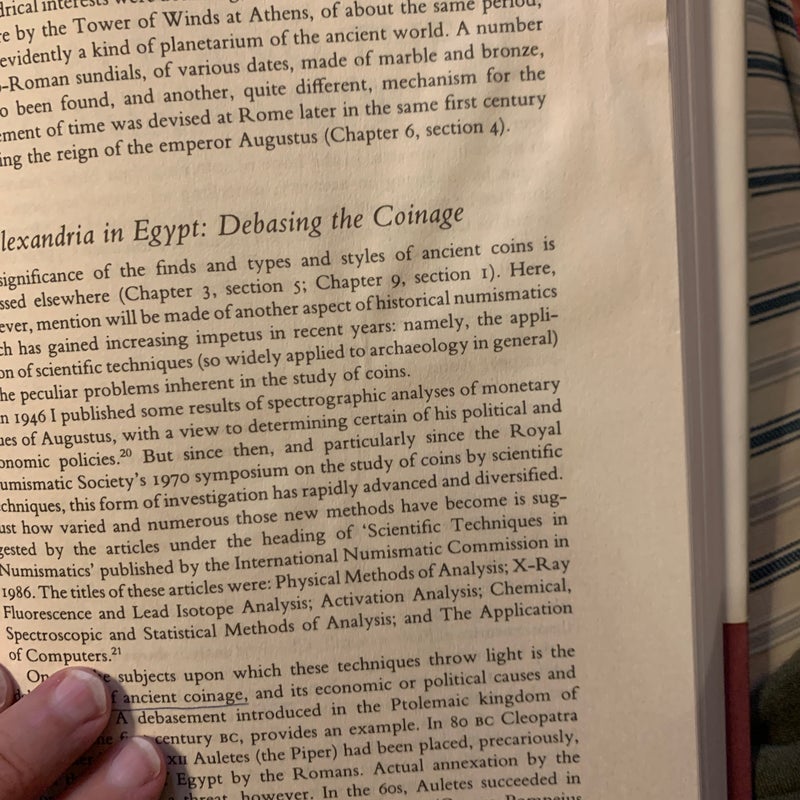 drical interests were
e by the Tower of Winds at Athens, of about the same period,
evidently a kind of planetarium of the ancient world. A number
-Roman sundials, of various dates, made of marble and bronze,
o been found, and another, quite different, mechanism for the
ement of time was devised at Rome later in the same first century
ing the reign of the emperor Augustus (Chapter 6, section 4).
lexandria in Egypt: Debasing the Coinage
significance of the finds and types and styles of ancient coins is
ssed elsewhere (Chapter 3, section 5; Chapter 9, section 1). Here,
ever, mention will be made of another aspect of historical numismatics
ch has gained increasing impetus in recent years: namely, the appli-
on of scientific techniques (so widely applied to archaeology in general)
he peculiar problems inherent in the study of coins.
n 1946 I published some results of spectrographic analyses of monetary
ues of Augustus, with a view to determining certain of his political and
onomic policies.²⁰ But since then, and particularly since the Royal
umismatic Society's 1970 symposium on the study of coins by scientific
chniques, this form of investigation has rapidly advanced and diversified.
ust how varied and numerous those new methods have become is sug-
gested by the articles under the heading of 'Scientific Techniques in
Numismatics' published by the International Numismatic Commission in
1986. The titles of these articles were: Physical Methods of Analysis; X-Ray
Fluorescence and Lead Isotope Analysis; Activation Analysis; Chemical,
Spectroscopic and Statistical Methods of Analysis; and The Application
of Computers.²¹
On subjects upon which these techniques throw light is the
f ancient coinage, and its economic or political causes and
A debasement introduced in the Ptolemaic kingdom of
century BC, provides an example. In 80 BC Cleopatra
XII Auletes (the Piper) had been placed, precariously,
Egypt by the Romans. Actual annexation by the
threat, however. In the 60s, Auletes succeeded in
Pompeius